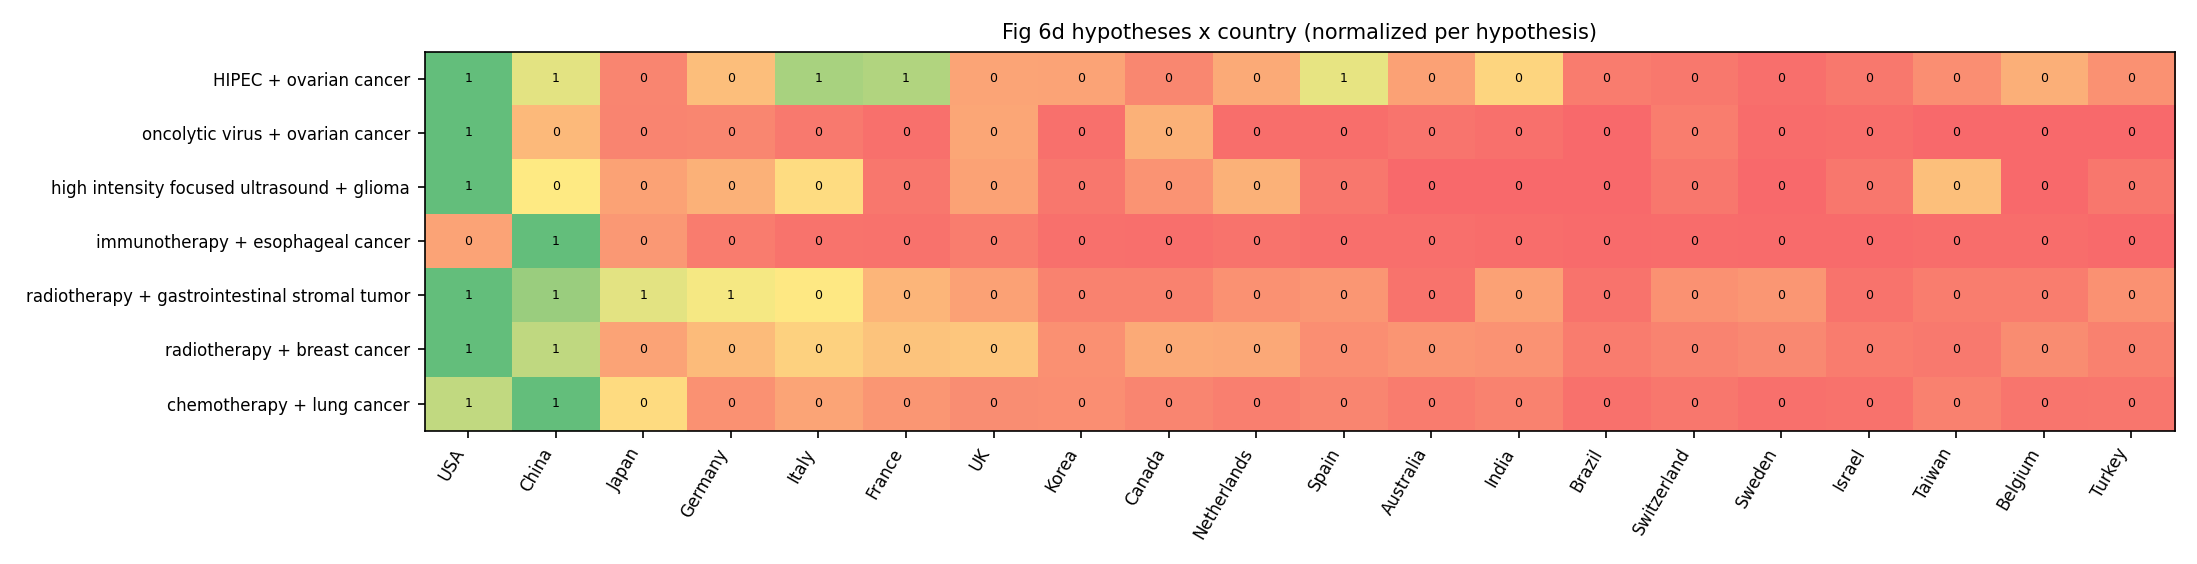 Fig 6d hypotheses x country (normalized per hypothesis)
HIPEC + ovarian cancer 1 1 0 0 1 1 0 0 0 0 1 0 0 0 0 0 0 0 0 0
oncolytic virus + ovarian cancer 1 0 0 0 0 0 0 0 0 0 0 0 0 0 0 0 0 0 0 0
high intensity focused ultrasound + glioma 1 0 0 0 0 0 0 0 0 0 0 0 0 0 0 0 0 0 0 0
immunotherapy + esophageal cancer 0 1 0 0 0 0 0 0 0 0 0 0 0 0 0 0 0 0 0 0
radiotherapy + gastrointestinal stromal tumor 1 1 1 1 0 0 0 0 0 0 0 0 0 0 0 0 0 0 0 0
radiotherapy + breast cancer 1 1 0 0 0 0 0 0 0 0 0 0 0 0 0 0 0 0 0 0
chemotherapy + lung cancer 1 1 0 0 0 0 0 0 0 0 0 0 0 0 0 0 0 0 0 0
USA China Japan Germany Italy France UK Korea Canada Netherlands Spain Australia India Brazil Switzerland Sweden Israel Taiwan Belgium Turkey